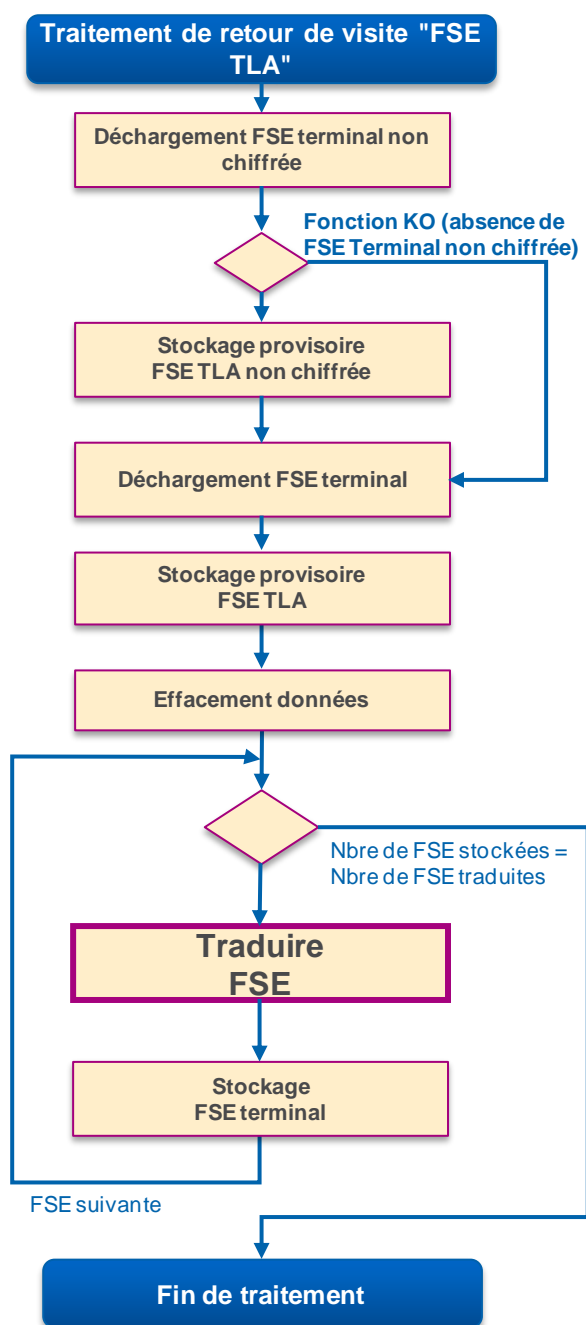 Traitement de retour de visite "FSE
TLA"
Déchargement FSE terminal non
chiffrée
Fonction KO (absence de
FSE Terminal non chiffrée)
Stockage provisoire
FSE TLA non chiffrée
Déchargement FSE terminal
Stockage provisoire
FSE TLA
Effacement données
Nbre de FSE stockées =
Nbre de FSE traduites
Traduire
FSE
Stockage
FSE terminal
FSE suivante
Fin de traitement